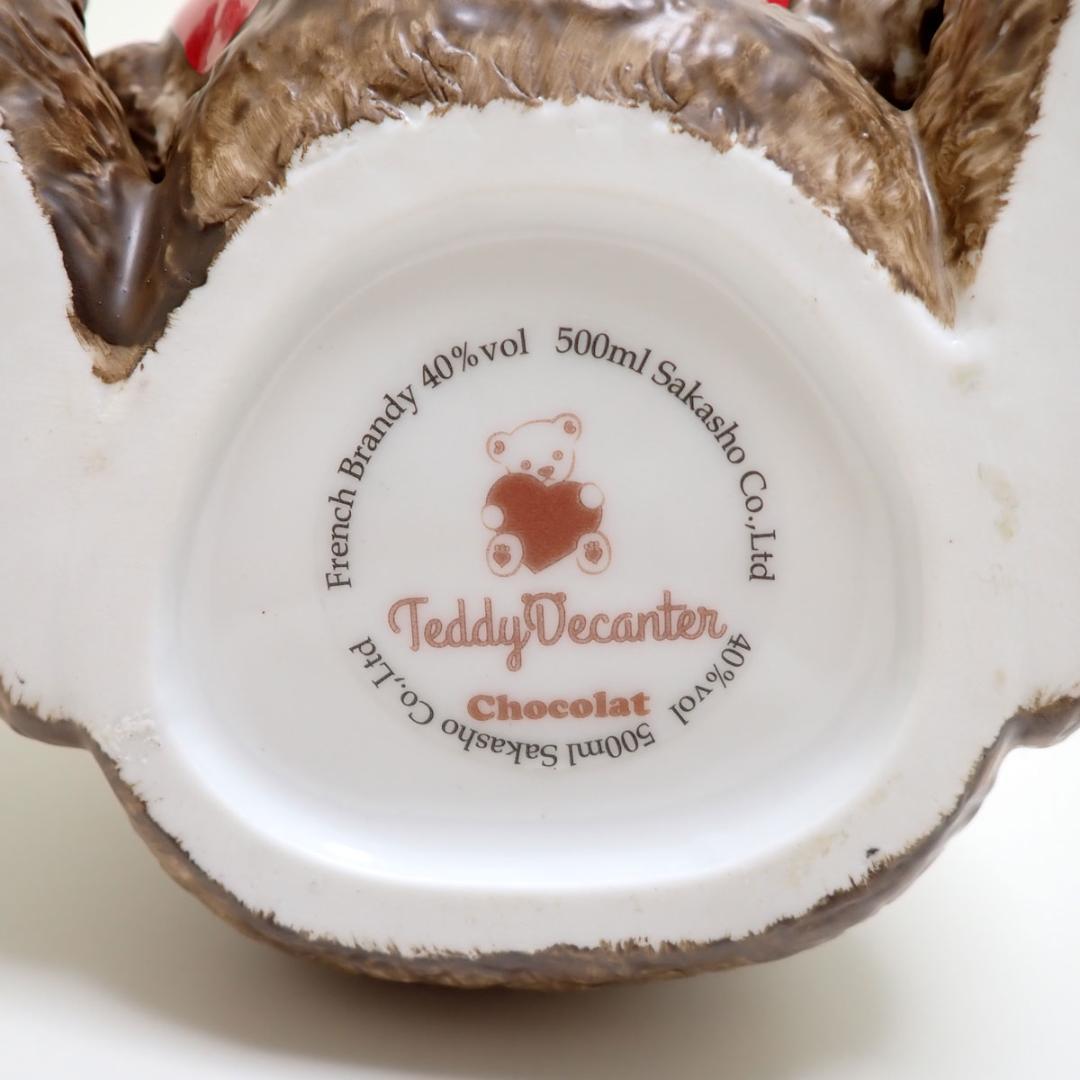 French Brandy 40%vol 500ml Sakasho Co.,Ltd
TeddyDecanter
Chocolat
40%vol 500ml Sakasho Co.,Ltd